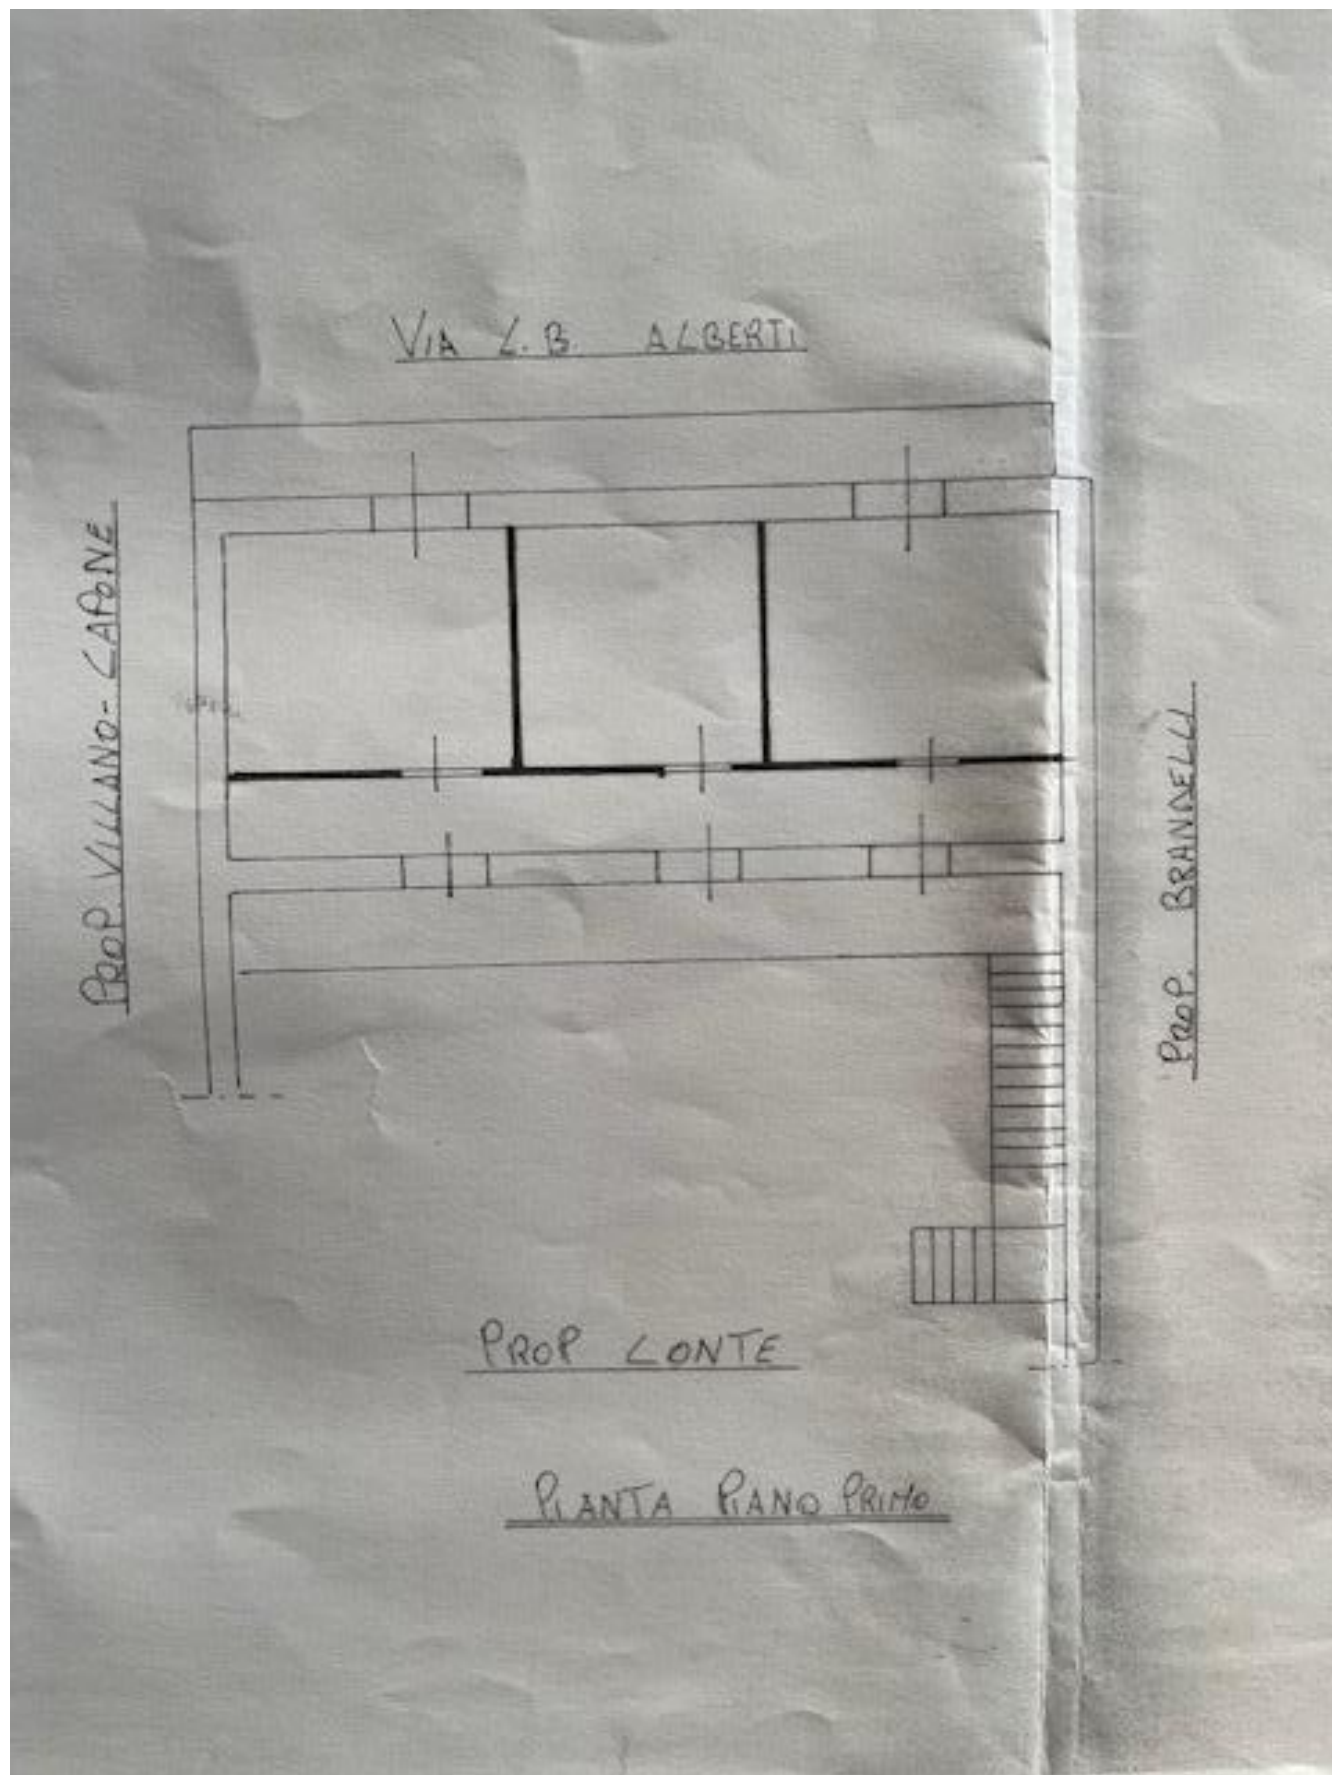 VIA L.B. ALBERTI
PROP VILLANO-CAPONE
PROP. BRANDELLI
PROP CONTE
PIANTA PIANO PRIMO